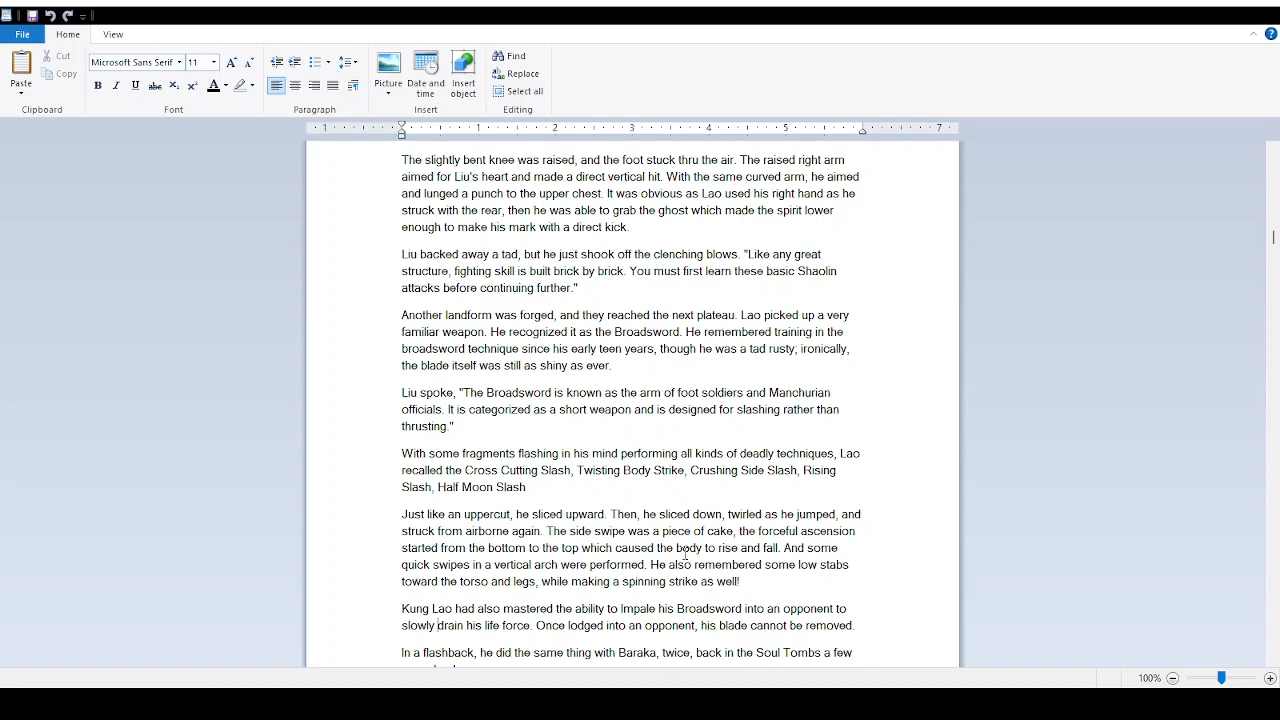 File Home View
Paste
Cut
Copy
Clipboard
Microsoft Sans Serif 11
B I U abc X₂ X² A
Font
Paragraph
Picture
Date and time
Insert object
Insert
Find
Replace
Select all
Editing
1 1 2 3 4 5 7
The slightly bent knee was raised, and the foot stuck thru the air. The raised right arm
aimed for Liu's heart and made a direct vertical hit. With the same curved arm, he aimed
and lunged a punch to the upper chest. It was obvious as Lao used his right hand as he
struck with the rear, then he was able to grab the ghost which made the spirit lower
enough to make his mark with a direct kick.
Liu backed away a tad, but he just shook off the clenching blows. "Like any great
structure, fighting skill is built brick by brick. You must first learn these basic Shaolin
attacks before continuing further."
Another landform was forged, and they reached the next plateau. Lao picked up a very
familiar weapon. He recognized it as the Broadsword. He remembered training in the
broadsword technique since his early teen years, though he was a tad rusty; ironically,
the blade itself was still as shiny as ever.
Liu spoke, "The Broadsword is known as the arm of foot soldiers and Manchurian
officials. It is categorized as a short weapon and is designed for slashing rather than
thrusting."
With some fragments flashing in his mind performing all kinds of deadly techniques, Lao
recalled the Cross Cutting Slash, Twisting Body Strike, Crushing Side Slash, Rising
Slash, Half Moon Slash
Just like an uppercut, he sliced upward. Then, he sliced down, twirled as he jumped, and
struck from airborne again. The side swipe was a piece of cake, the forceful ascension
started from the bottom to the top which caused the body to rise and fall. And some
quick swipes in a vertical arch were performed. He also remembered some low stabs
toward the torso and legs, while making a spinning strike as well!
Kung Lao had also mastered the ability to Impale his Broadsword into an opponent to
slowly drain his life force. Once lodged into an opponent, his blade cannot be removed.
In a flashback, he did the same thing with Baraka, twice, back in the Soul Tombs a few
100%